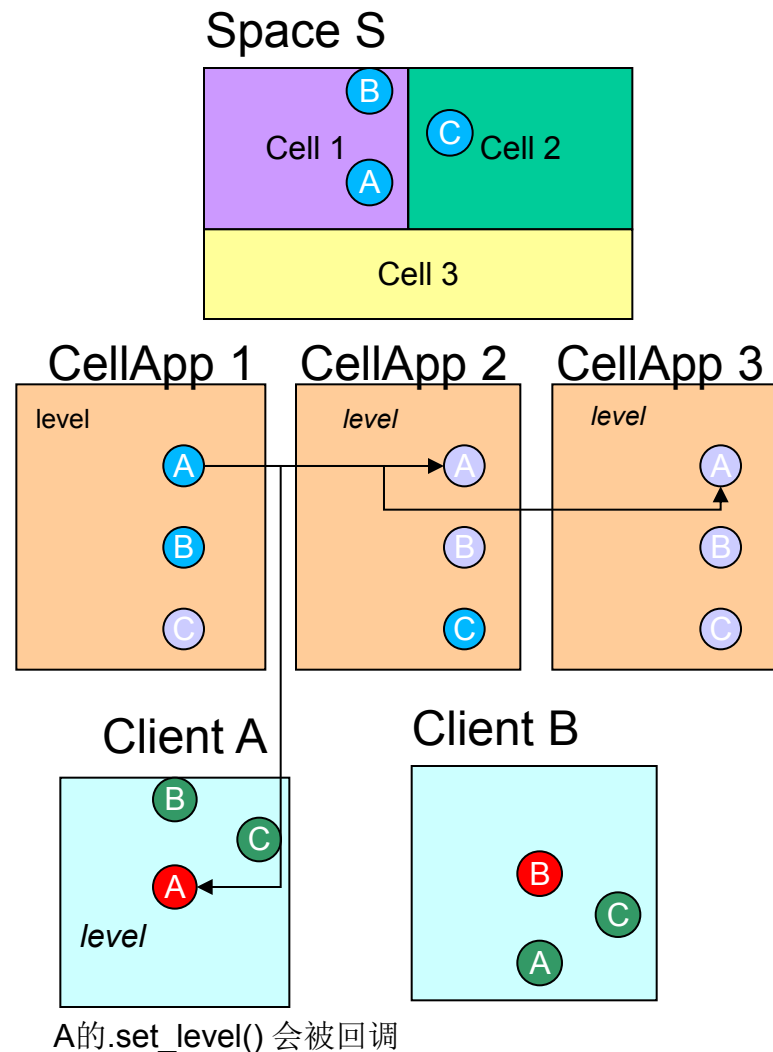 Space S
B
C
Cell 1
Cell 2
A
Cell 3
CellApp 1
CellApp 2
CellApp 3
level
level
level
A
A
A
B
B
B
C
C
C
Client A
Client B
B
C
A
level
B
C
A
A的.set_level() 会被回调